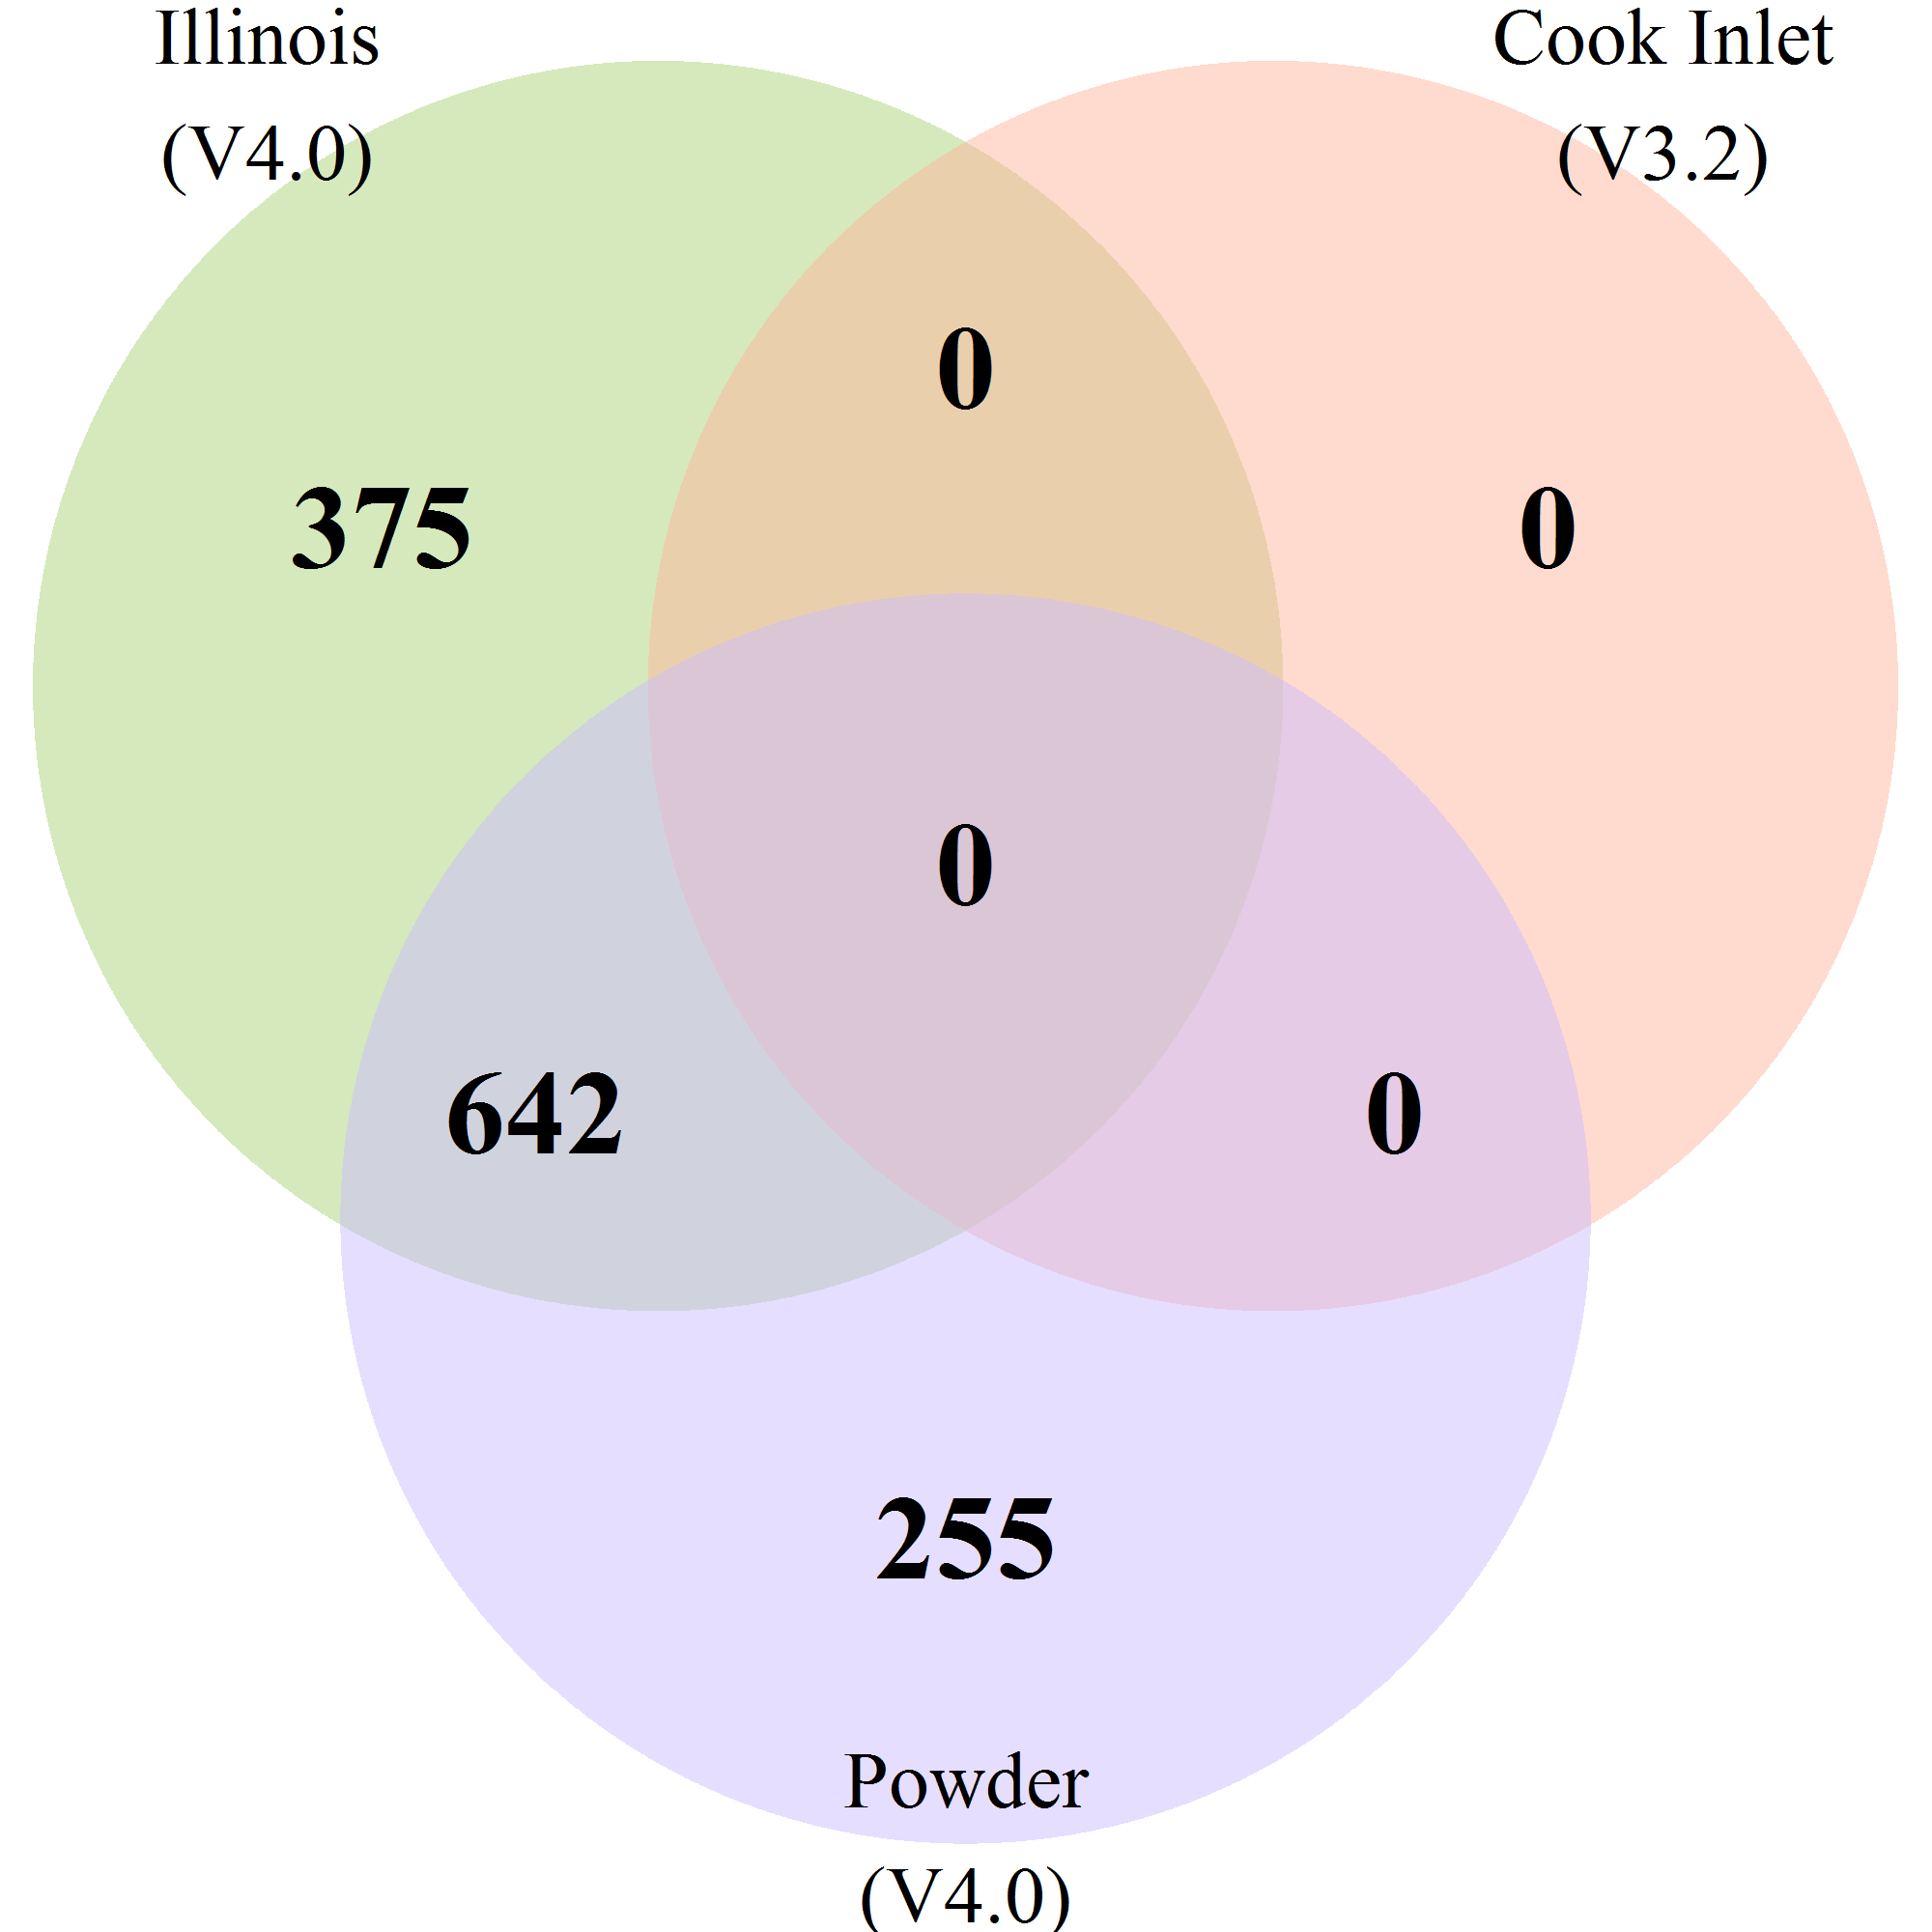 Illinois
(V4.0)
Cook Inlet
(V3.2)
0
375
0
0
642
0
255
Powder
(V4.0)